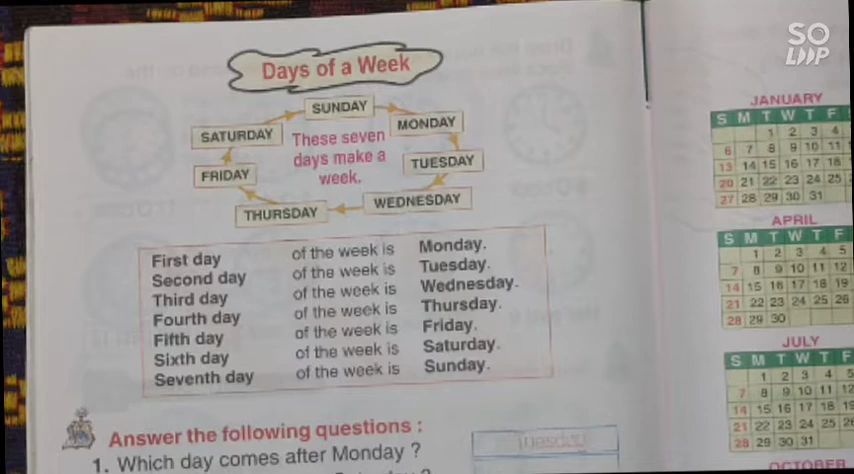 SO LOOP
Days of a Week
SUNDAY
MONDAY
TUESDAY
WEDNESDAY
THURSDAY
FRIDAY
SATURDAY
These seven
days make a
week.
First day of the week is Monday.
Second day of the week is Tuesday.
Third day of the week is Wednesday.
Fourth day of the week is Thursday.
Fifth day of the week is Friday.
Sixth day of the week is Saturday.
Seventh day of the week is Sunday.
Answer the following questions :
1. Which day comes after Monday ?
Tuesday
JANUARY
S M T W T F
1 2 3 4
6 7 8 9 10 11
13 14 15 16 17 18
20 21 22 23 24 25
27 28 29 30 31
APRIL
S M T W T F
1 2 3 4 5
7 8 9 10 11 12
14 15 16 17 18 19
21 22 23 24 25 26
28 29 30
JULY
S M T W T F
1 2 3 4 5
7 8 9 10 11 12
14 15 16 17 18 19
21 22 23 24 25 26
28 29 30 31
OCTOBER